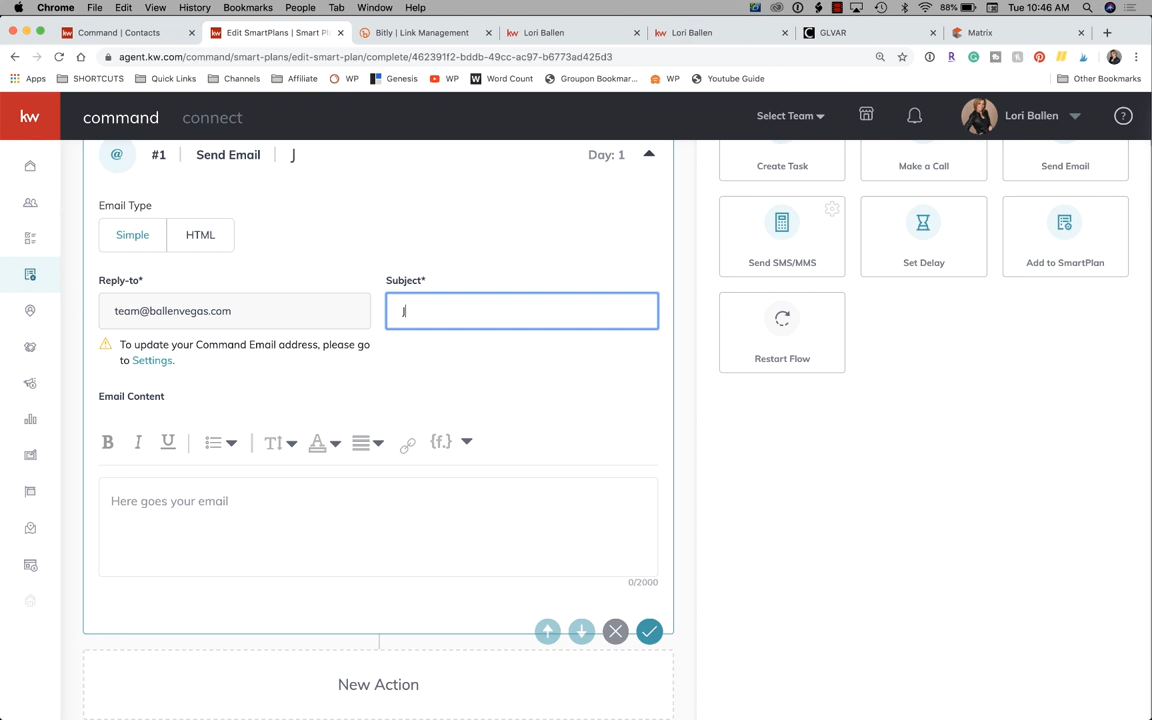 Chrome File Edit View History Bookmarks People Tab Window Help 88% Tue 10:46 AM
Command | Contacts Edit SmartPlans | Smart Pl Bitly | Link Management Lori Ballen Lori Ballen GLVAR Matrix
agent.kw.com/command/smart-plans/edit-smart-plan/complete/462391f2-bddb-49cc-ac97-b6773ad425d3
Apps SHORTCUTS Quick Links Channels Affiliate WP Genesis WP Word Count Groupon Bookmar... WP Youtube Guide Other Bookmarks
kw command connect Select Team Lori Ballen ?
@ #1 Send Email J Day: 1
Create Task Make a Call Send Email
Email Type
Simple HTML
Send SMS/MMS Set Delay Add to SmartPlan
Reply-to* Subject*
team@ballenvegas.com J
To update your Command Email address, please go
to Settings.
Restart Flow
Email Content
B I U T A {f.}
Here goes your email
0/2000
New Action